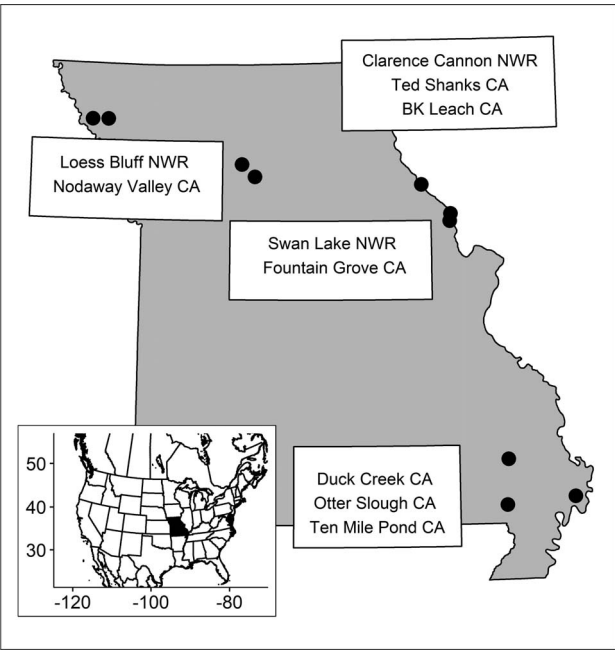 Clarence Cannon NWR
Ted Shanks CA
BK Leach CA
Loess Bluff NWR
Nodaway Valley CA
Swan Lake NWR
Fountain Grove CA
Duck Creek CA
Otter Slough CA
Ten Mile Pond CA
50
40
30
-120
-100
-80